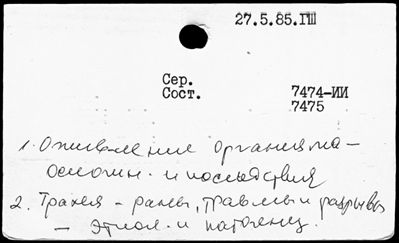 27.5.85.ГШ
Сер.
Сост. 7474-ИИ
7475
1. Оживление организма -
осложн. и последствия
2. Трахея - раны, травмы и разрывы
- этиол. и патогенез